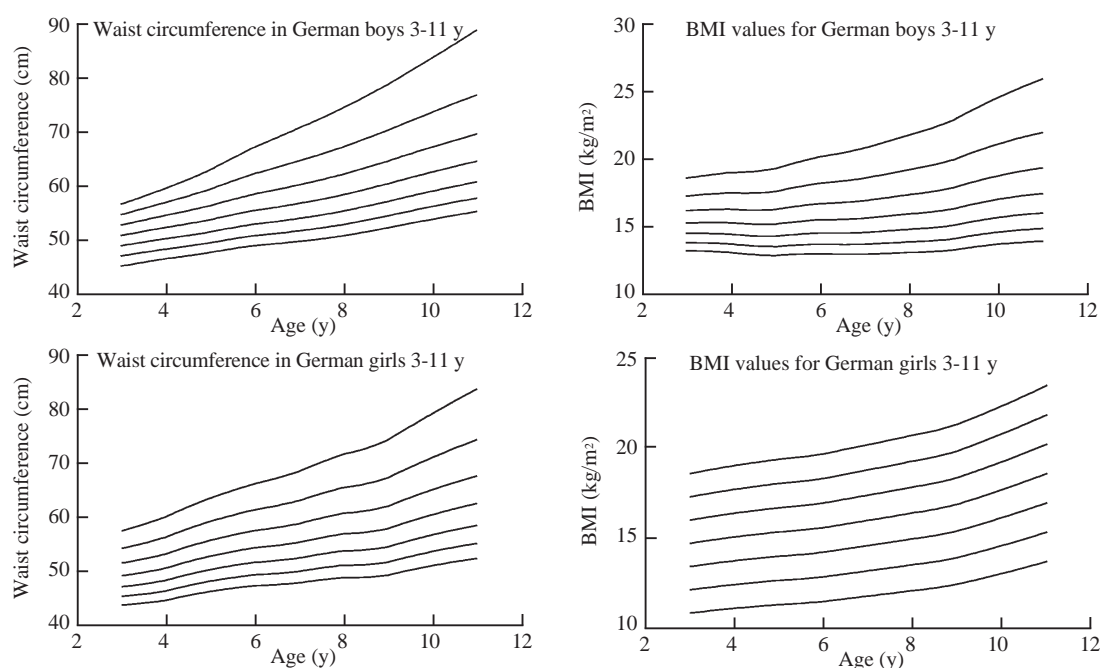 Waist circumference in German boys 3-11 y
Waist circumference (cm)
90
80
70
60
50
40
2 4 6 8 10 12
Age (y)
BMI values for German boys 3-11 y
BMI (kg/m2)
30
25
20
15
10
2 4 6 8 10 12
Age (y)
Waist circumference in German girls 3-11 y
Waist circumference (cm)
90
80
70
60
50
40
2 4 6 8 10 12
Age (y)
BMI values for German girls 3-11 y
BMI (kg/m2)
25
20
15
10
2 4 6 8 10 12
Age (y)